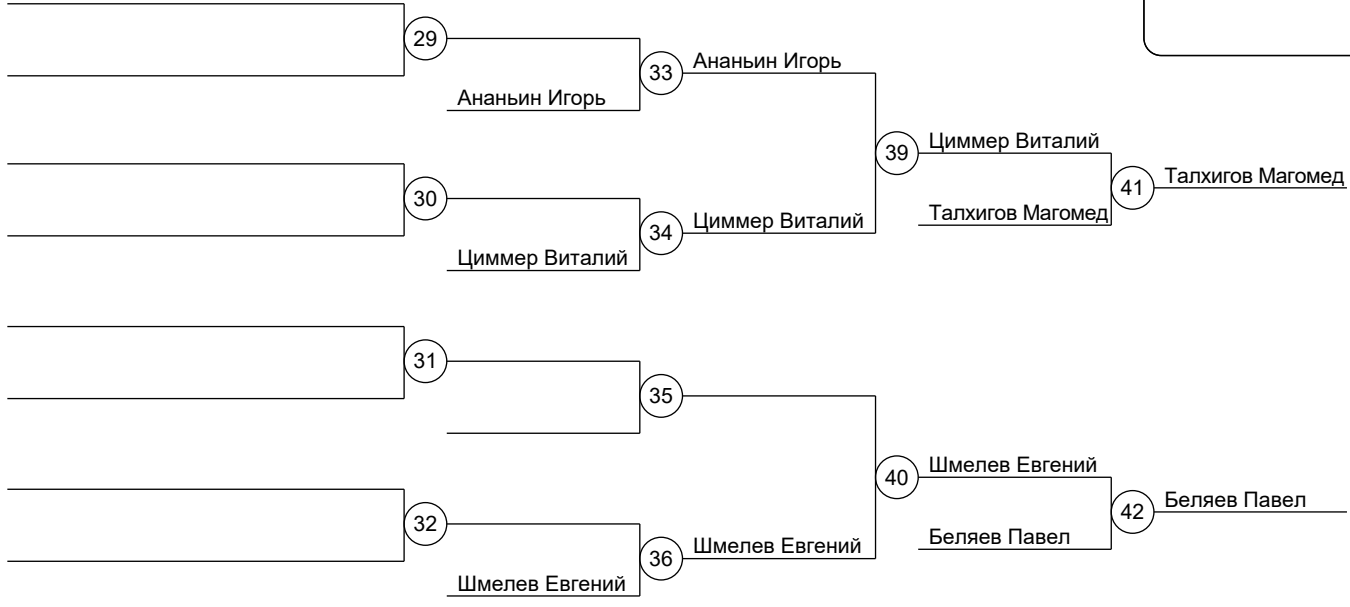 29
33
Ананьин Игорь
Ананьин Игорь
39
Циммер Виталий
41
Талхигов Магомед
30
34
Циммер Виталий
Талхигов Магомед
Циммер Виталий
31
35
40
Шмелев Евгений
42
Беляев Павел
32
36
Шмелев Евгений
Беляев Павел
Шмелев Евгений